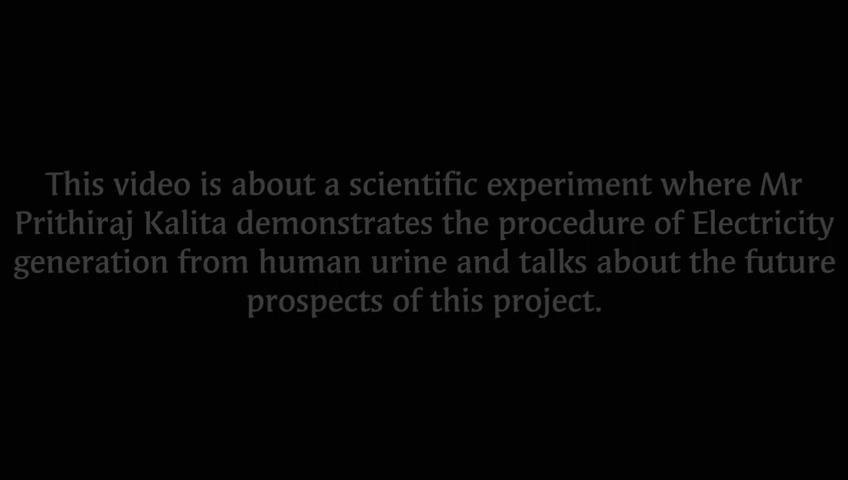 This video is about a scientific experiment where Mr
Prithiraj Kalita demonstrates the procedure of Electricity
generation from human urine and talks about the future
prospects of this project.